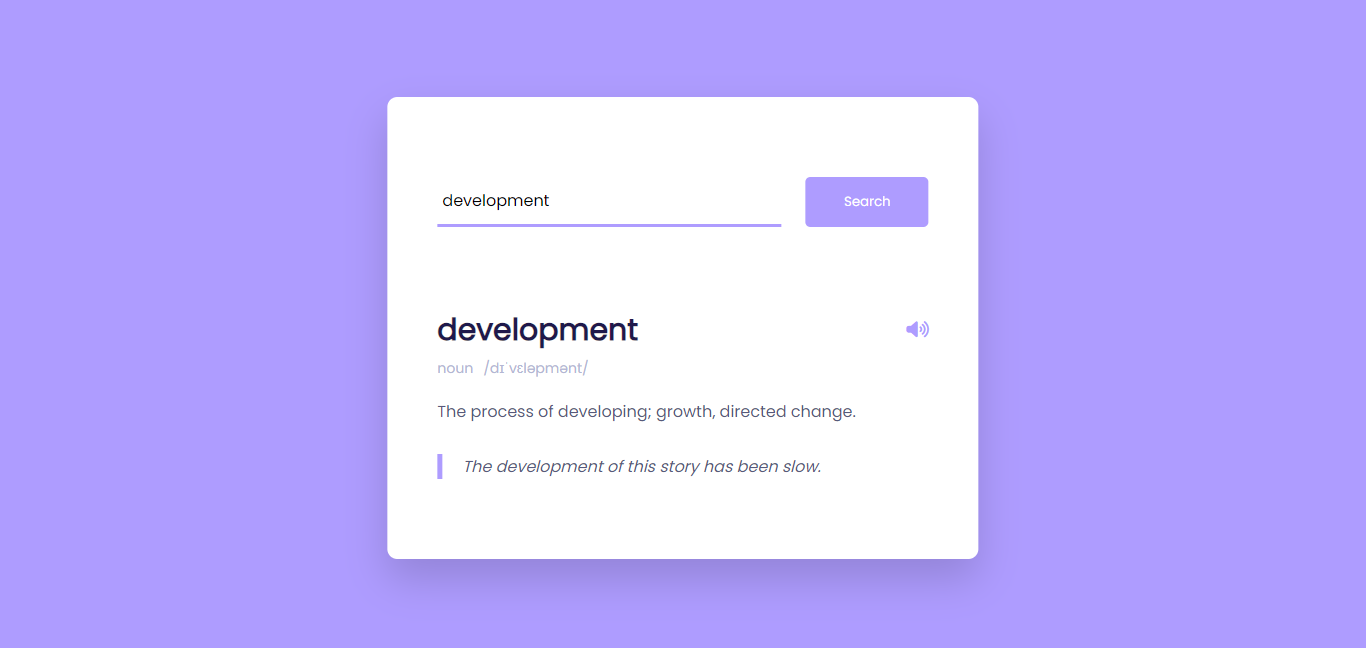 development
Search
development
noun /dɪˈvɛləpmənt/
The process of developing; growth, directed change.
The development of this story has been slow.